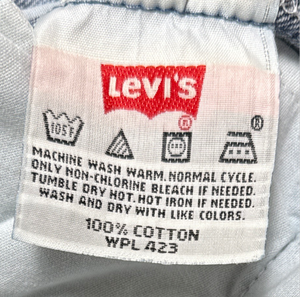 Levi's
®
105F
®
MACHINE WASH WARM. NORMAL CYCLE.
ONLY NON-CHLORINE BLEACH IF NEEDED.
TUMBLE DRY HOT. HOT IRON IF NEEDED.
WASH AND DRY WITH LIKE COLORS.
100% COTTON
WPL 423